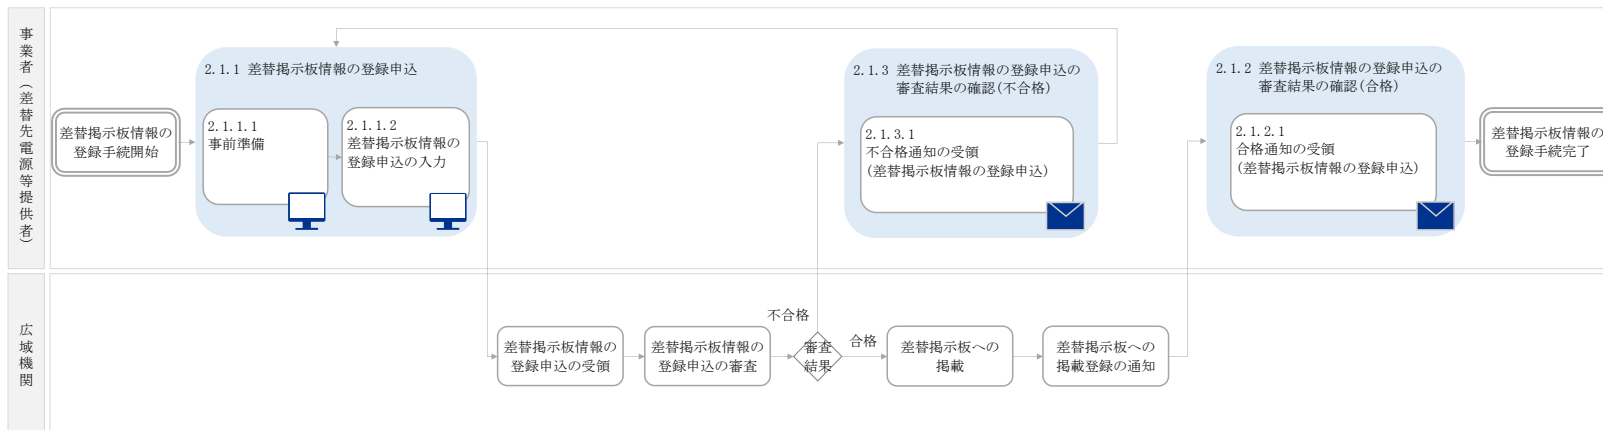 事業者（差替先電源等提供者）
差替掲示板情報の
登録手続開始
2.1.1 差替掲示板情報の登録申込
2.1.1.1
事前準備
2.1.1.2
差替掲示板情報の
登録申込の入力
2.1.3 差替掲示板情報の登録申込の
審査結果の確認(不合格)
2.1.3.1
不合格通知の受領
(差替掲示板情報の登録申込)
2.1.2 差替掲示板情報の登録申込の
審査結果の確認(合格)
2.1.2.1
合格通知の受領
(差替掲示板情報の登録申込)
差替掲示板情報の
登録手続完了
広域機関
差替掲示板情報の
登録申込の受領
差替掲示板情報の
登録申込の審査
不合格
審査
結果
合格
差替掲示板への
掲載
差替掲示板への
掲載登録の通知